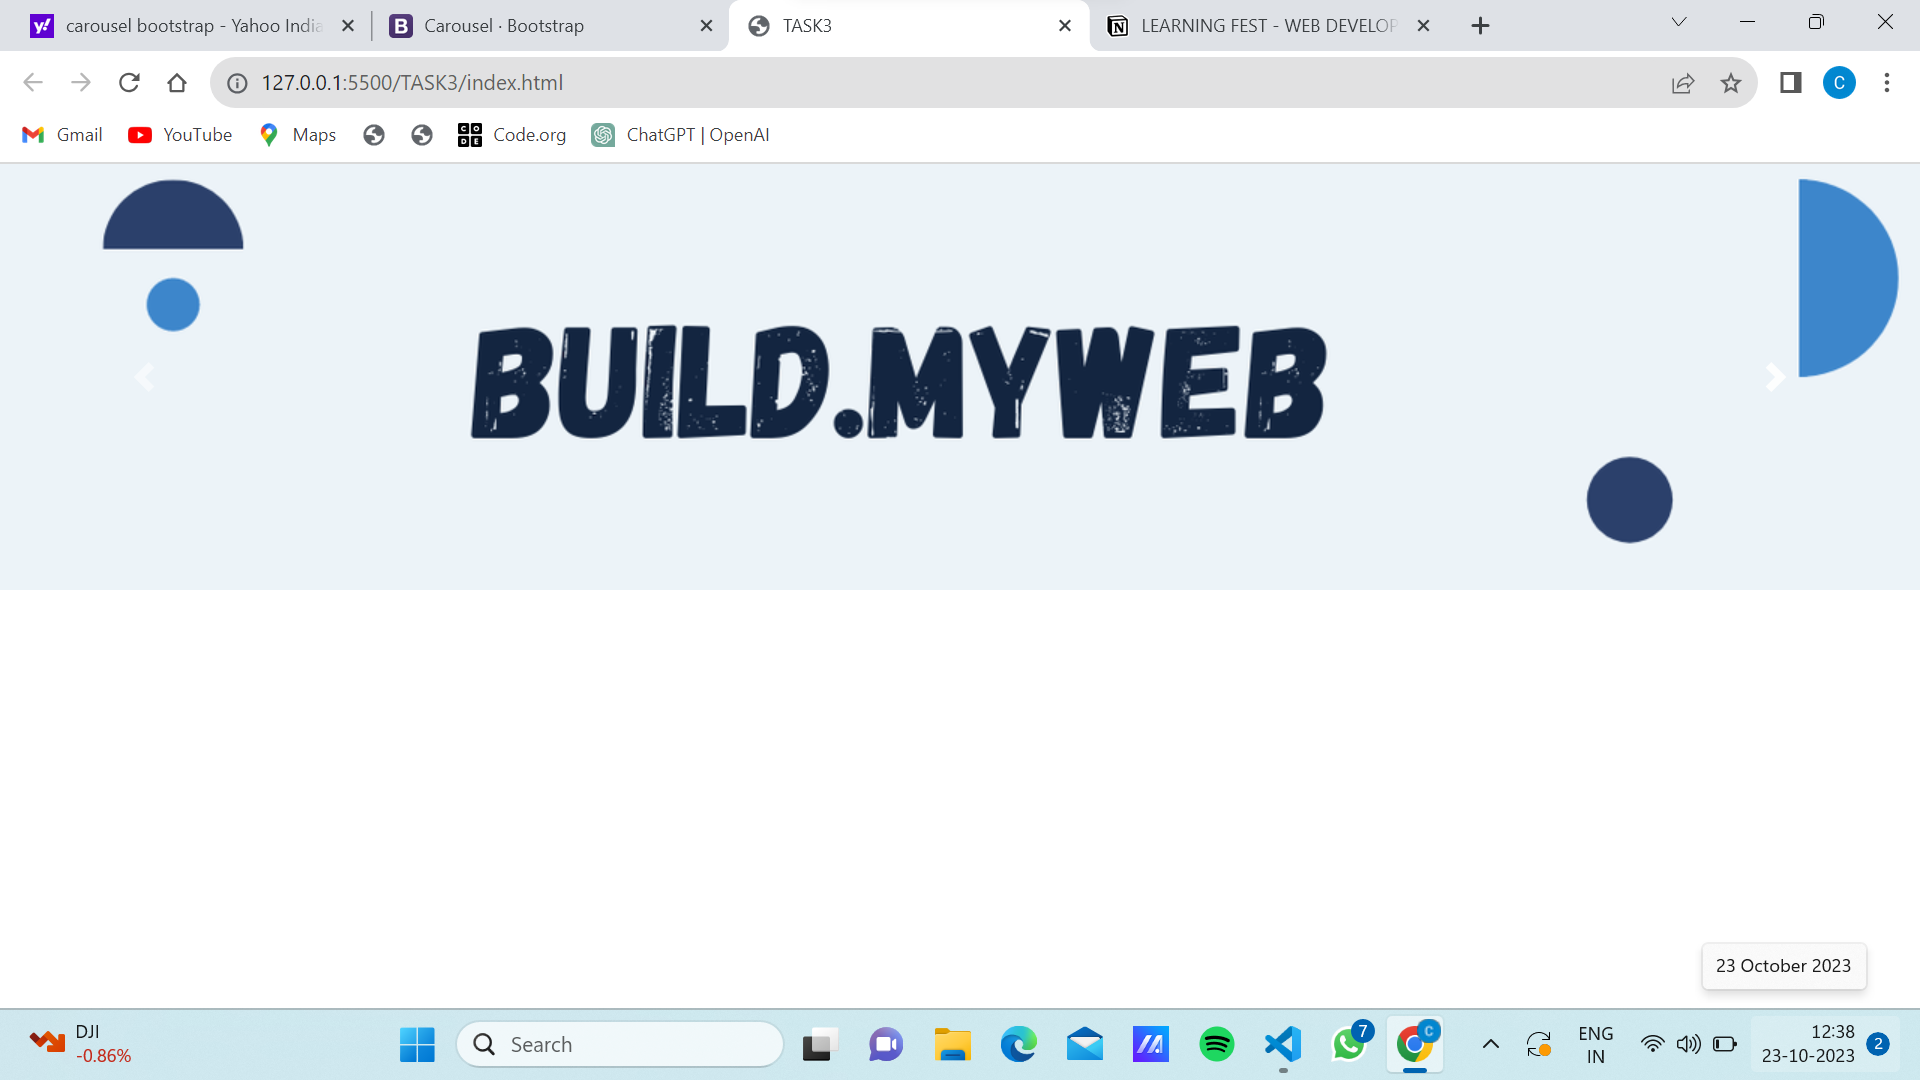 carousel bootstrap - Yahoo India
Carousel · Bootstrap
TASK3
LEARNING FEST - WEB DEVELOP
127.0.0.1:5500/TASK3/index.html
C
Gmail
YouTube
Maps
CODE
Code.org
ChatGPT | OpenAI
BUILD.MYWEB
23 October 2023
DJI
-0.86%
Search
7
C
ENG
IN
12:38
23-10-2023
2